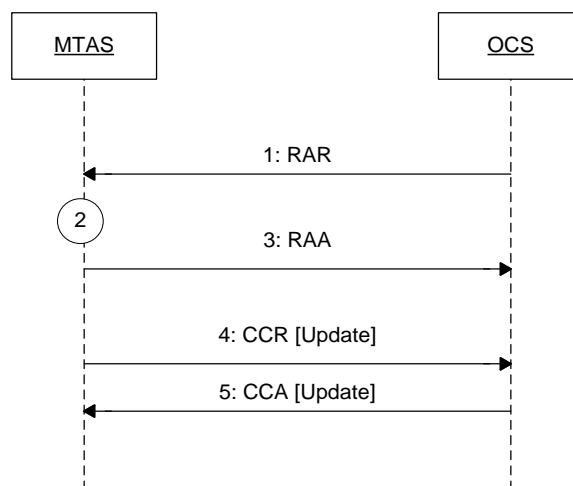 MTAS
OCS
1: RAR
2
3: RAA
4: CCR [Update]
5: CCA [Update]